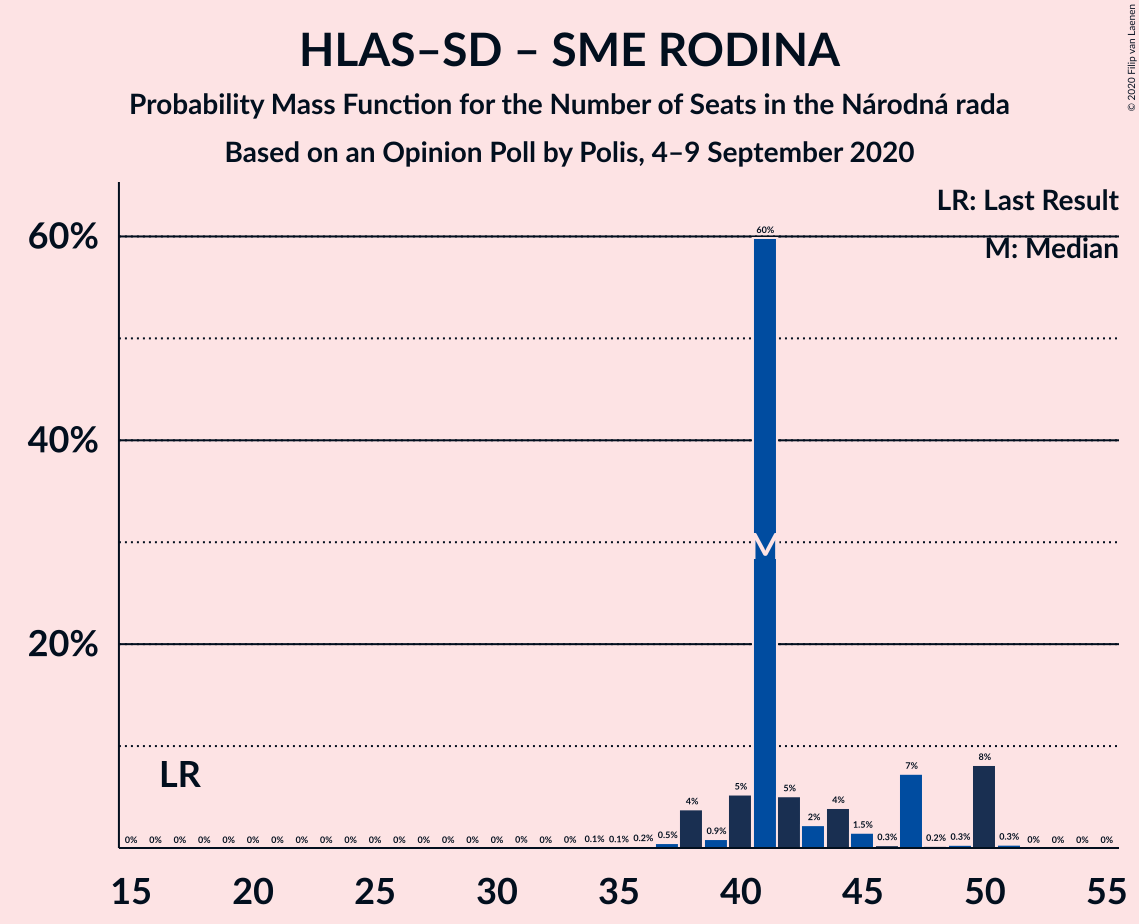 HLAS–SD – SME RODINA
Probability Mass Function for the Number of Seats in the Národná rada
Based on an Opinion Poll by Polis, 4–9 September 2020
© 2020 Filip van Laenen
LR: Last Result
M: Median
60%
40%
20%
60%
M
LR
0% 0% 0% 0% 0% 0% 0% 0% 0% 0% 0% 0% 0% 0% 0% 0% 0% 0% 0% 0.1% 0.1% 0.2% 0.5% 4% 0.9% 5% 5% 2% 4% 1.5% 0.3% 7% 0.2% 0.3% 8% 0.3% 0% 0% 0% 0%
15 20 25 30 35 40 45 50 55